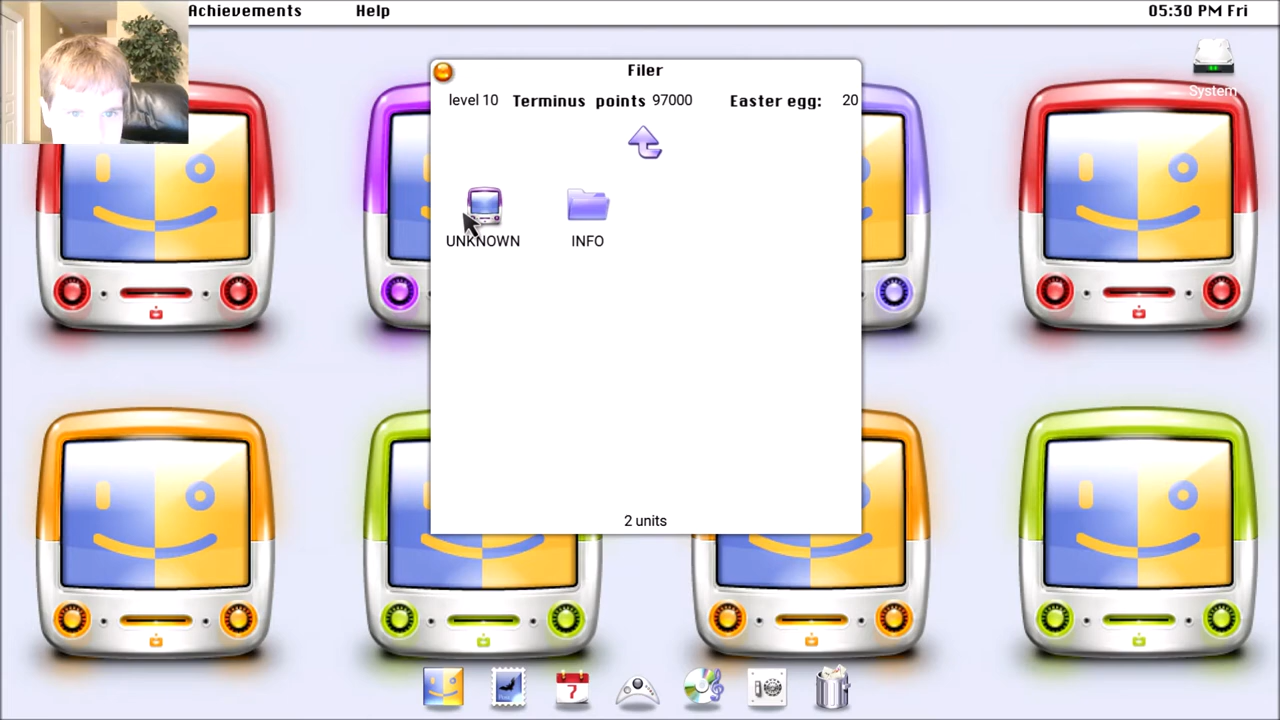 Achievements Help 05:30 PM Fri
Filer
System
level 10 Terminus points 97000 Easter egg: 20
UNKNOWN INFO
2 units
7